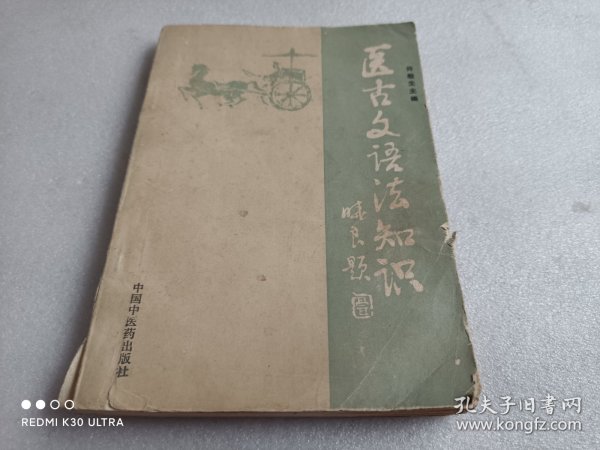 医古文语法知识
许敬生主编
中国中医药出版社
REDMI K30 ULTRA
孔夫子旧书网
www.kongfz.com